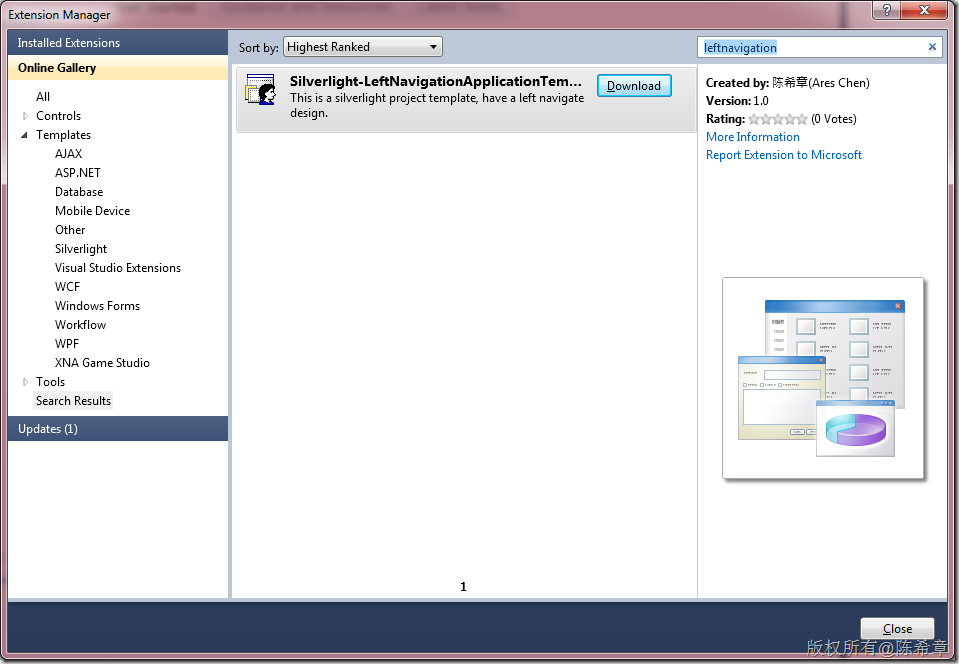 Extension Manager
Installed Extensions
Online Gallery
All
Controls
Templates
AJAX
ASP.NET
Database
Mobile Device
Other
Silverlight
Visual Studio Extensions
WCF
Windows Forms
Workflow
WPF
XNA Game Studio
Tools
Search Results
Updates (1)
Sort by: Highest Ranked
Silverlight-LeftNavigationApplicationTem...
Download
This is a silverlight project template, have a left navigate
design.
1
leftnavigation
Created by: 陈希章(Ares Chen)
Version: 1.0
Rating: (0 Votes)
More Information
Report Extension to Microsoft
Close
版权所有@陈希章